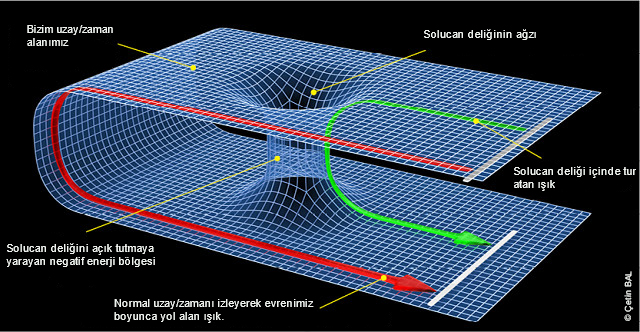 Bizim uzay/zaman
alanımız
Solucan deliğinin ağzı
Solucan deliği içinde tur
atan ışık
Solucan deliğini açık tutmaya
yarayan negatif enerji bölgesi
Normal uzay/zamanı izleyerek evrenimiz
boyunca yol alan ışık.
© Çetin BAL